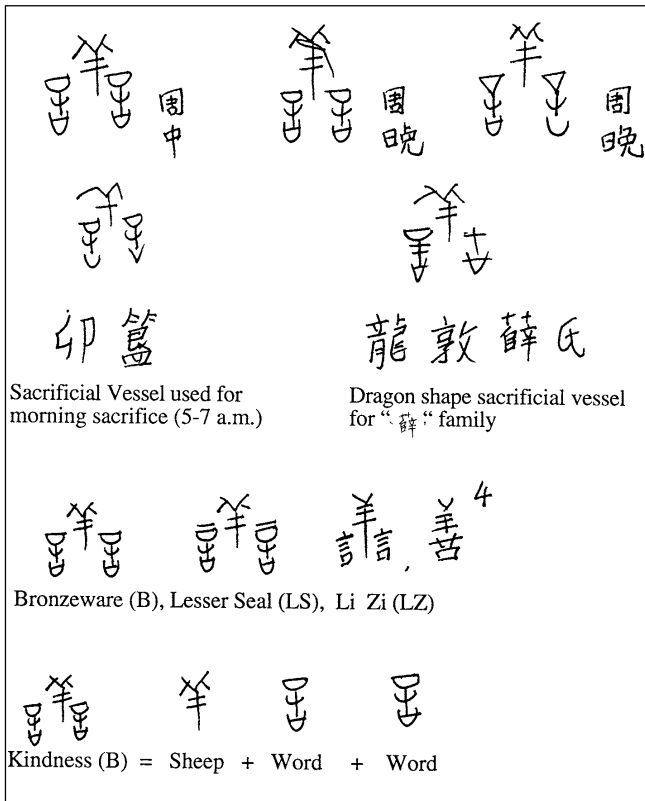 周中
周晚
周晚
卯簋
龍敦薛氏
Sacrificial Vessel used for
morning sacrifice (5-7 a.m.)
Dragon shape sacrificial vessel
for “薛“ family
譱 , 善 4
Bronzeware (B), Lesser Seal (LS), Li Zi (LZ)
Kindness (B) = Sheep + Word + Word